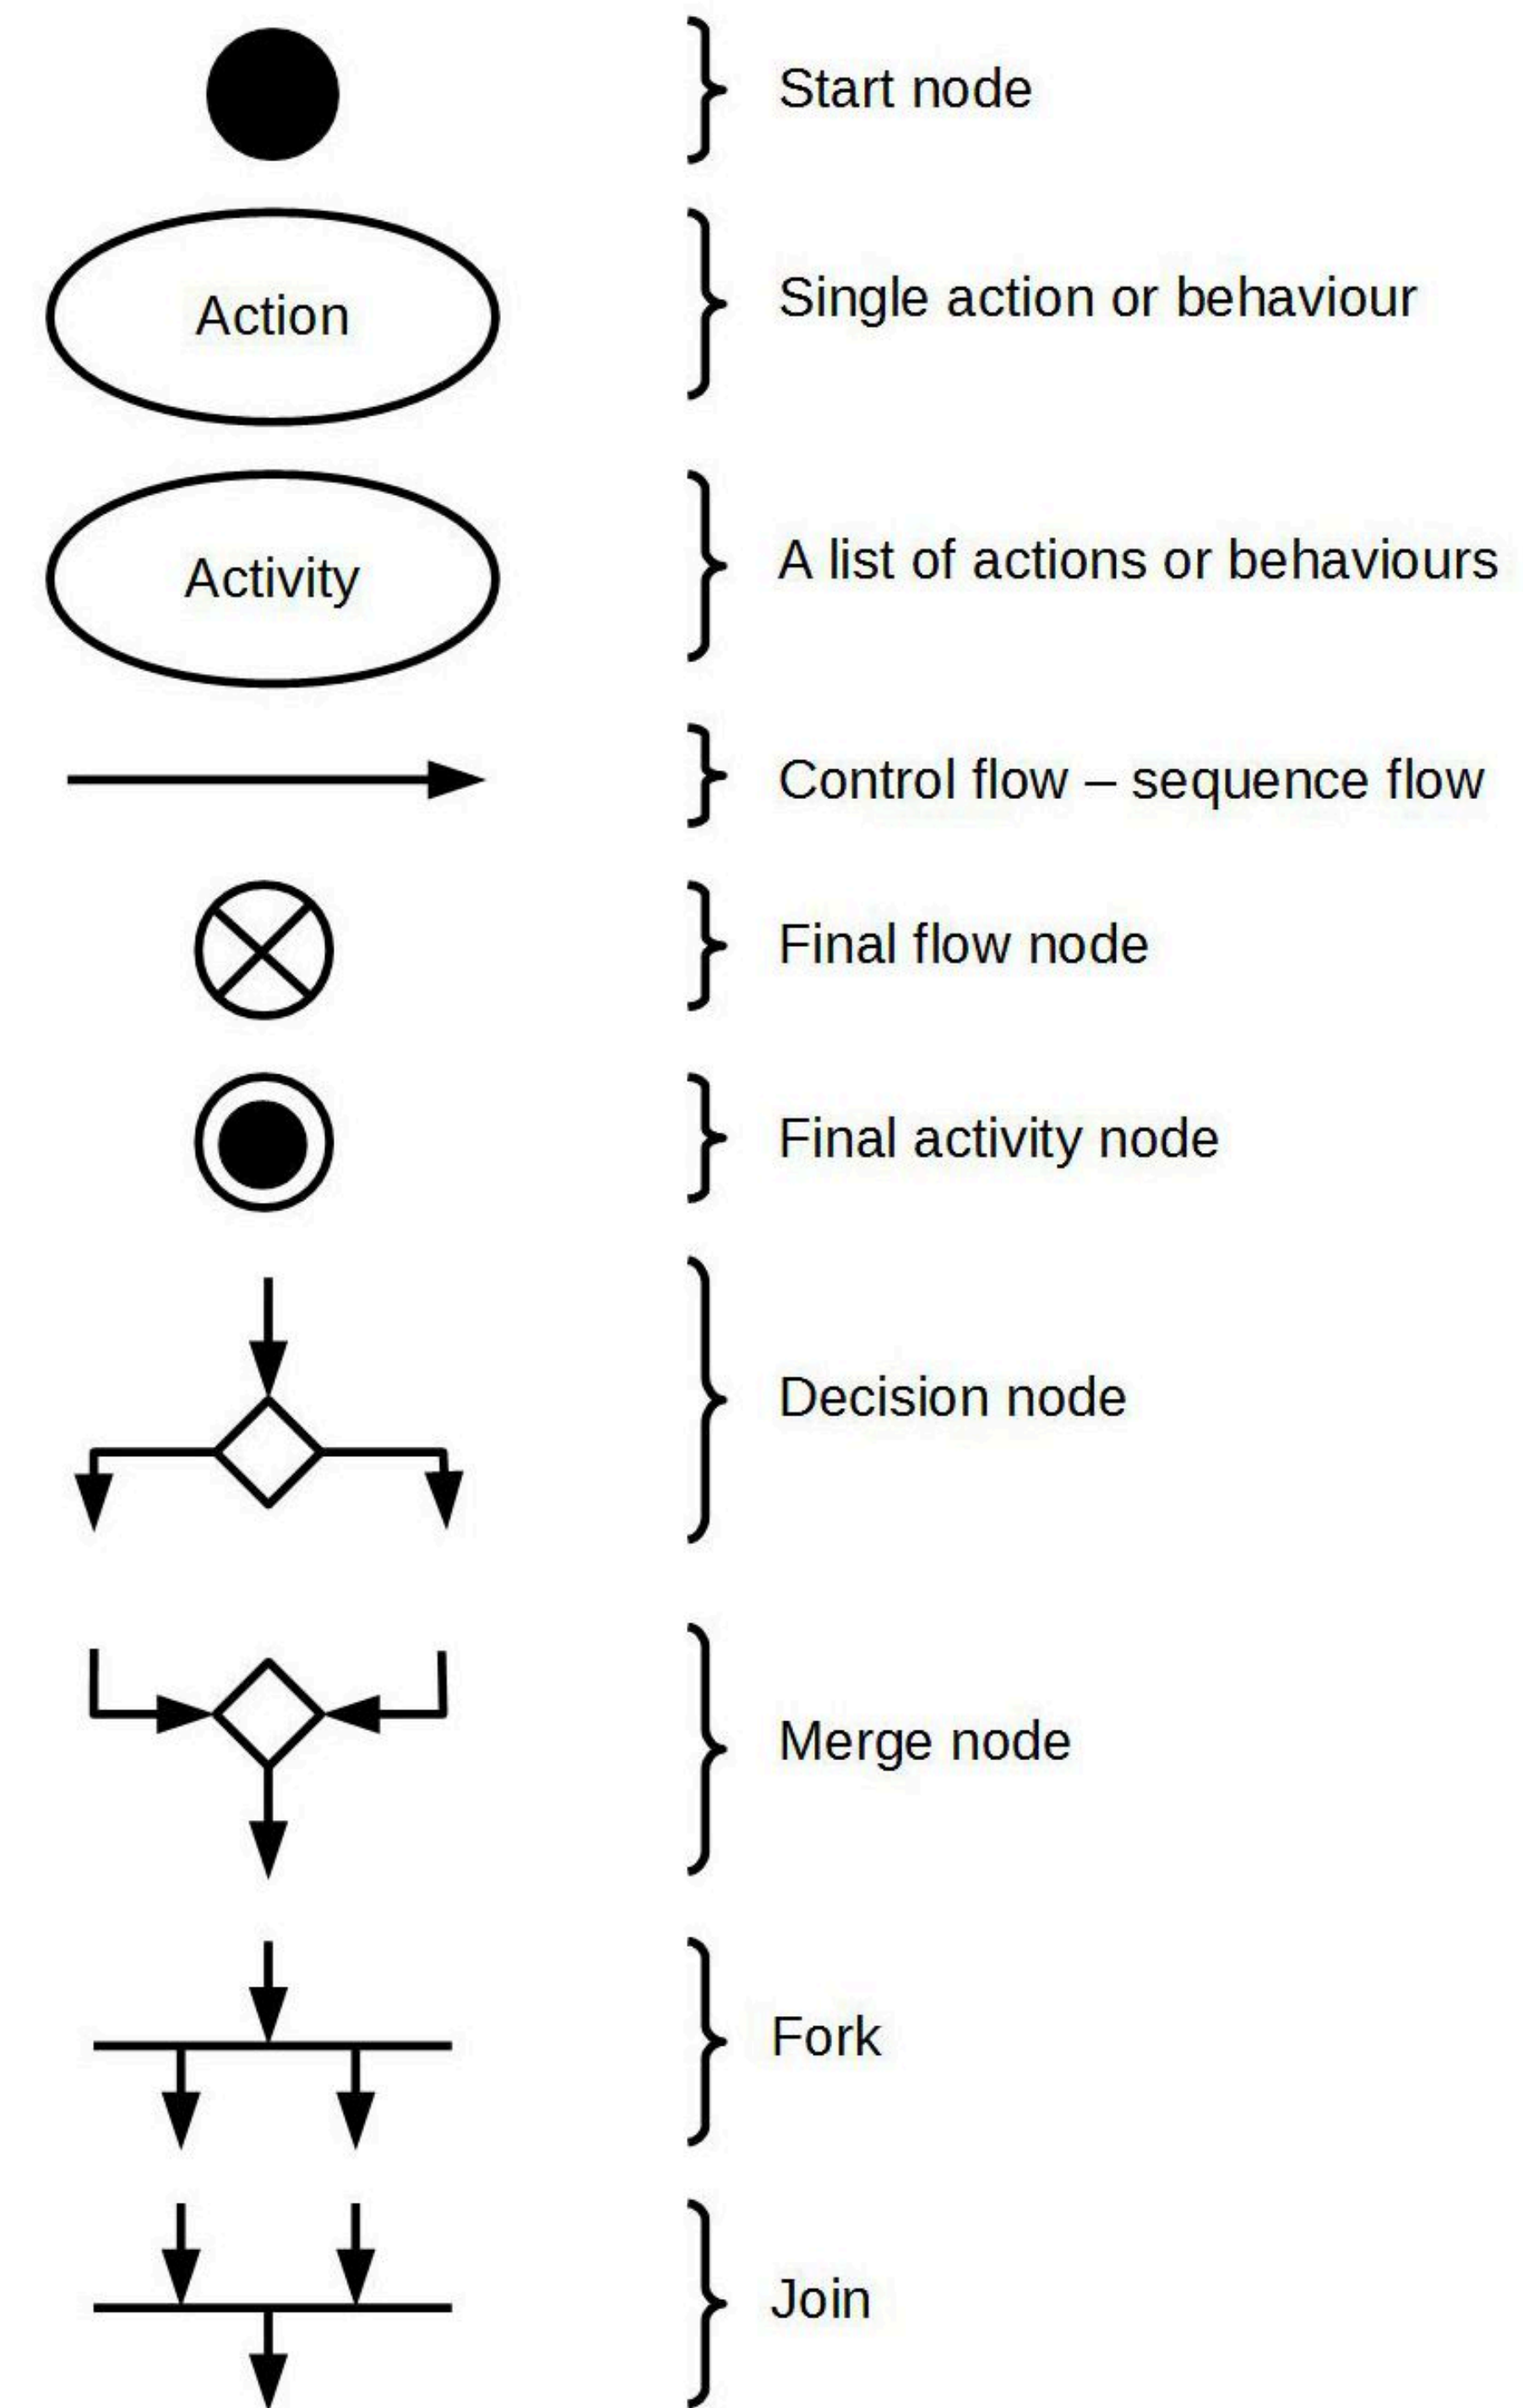 Start node
Action
Single action or behaviour
Activity
A list of actions or behaviours
Control flow – sequence flow
Final flow node
Final activity node
Decision node
Merge node
Fork
Join